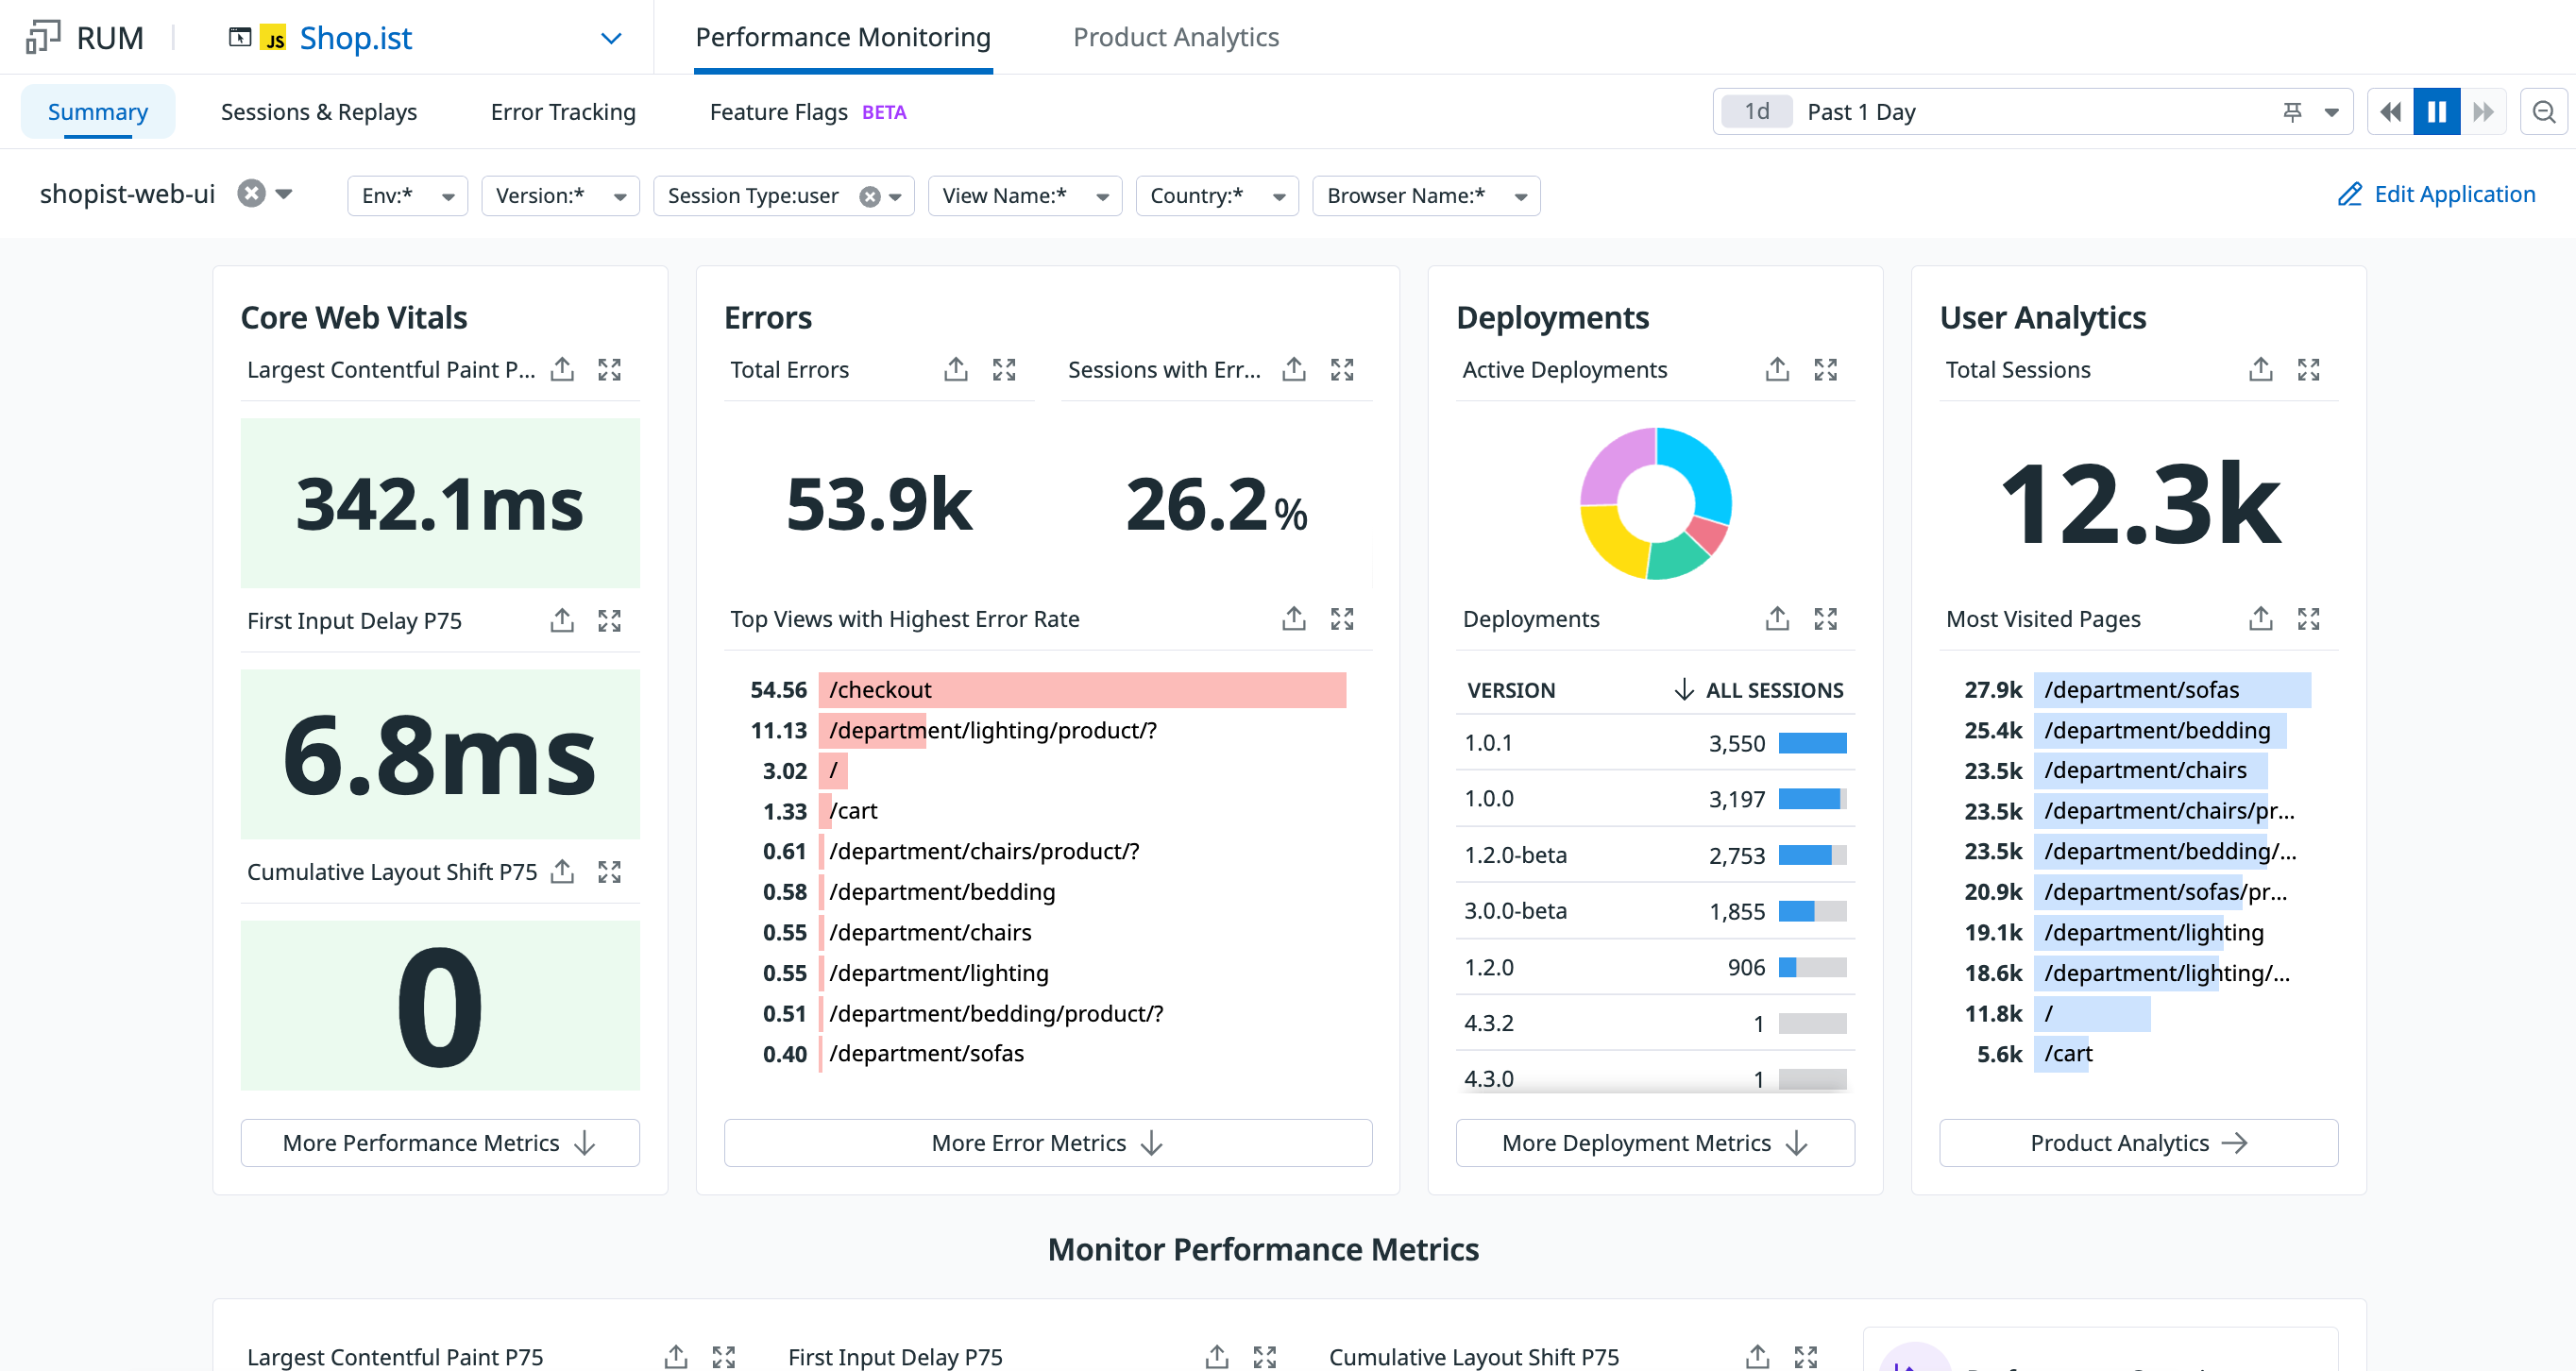 RUM
JS Shop.ist
Performance Monitoring
Product Analytics
Summary
Sessions & Replays
Error Tracking
Feature Flags BETA
1d Past 1 Day
shopist-web-ui
Env:*
Version:*
Session Type:user
View Name:*
Country:*
Browser Name:*
Edit Application
Core Web Vitals
Largest Contentful Paint P...
342.1ms
First Input Delay P75
6.8ms
Cumulative Layout Shift P75
0
More Performance Metrics
Errors
Total Errors
53.9k
Sessions with Err...
26.2%
Top Views with Highest Error Rate
54.56 /checkout
11.13 /department/lighting/product/?
3.02 /
1.33 /cart
0.61 /department/chairs/product/?
0.58 /department/bedding
0.55 /department/chairs
0.55 /department/lighting
0.51 /department/bedding/product/?
0.40 /department/sofas
More Error Metrics
Deployments
Active Deployments
Deployments
VERSION ALL SESSIONS
1.0.1 3,550
1.0.0 3,197
1.2.0-beta 2,753
3.0.0-beta 1,855
1.2.0 906
4.3.2 1
4.3.0 1
More Deployment Metrics
User Analytics
Total Sessions
12.3k
Most Visited Pages
27.9k /department/sofas
25.4k /department/bedding
23.5k /department/chairs
23.5k /department/chairs/pr...
23.5k /department/bedding/...
20.9k /department/sofas/pr...
19.1k /department/lighting
18.6k /department/lighting/...
11.8k /
5.6k /cart
Product Analytics
Monitor Performance Metrics
Largest Contentful Paint P75
First Input Delay P75
Cumulative Layout Shift P75